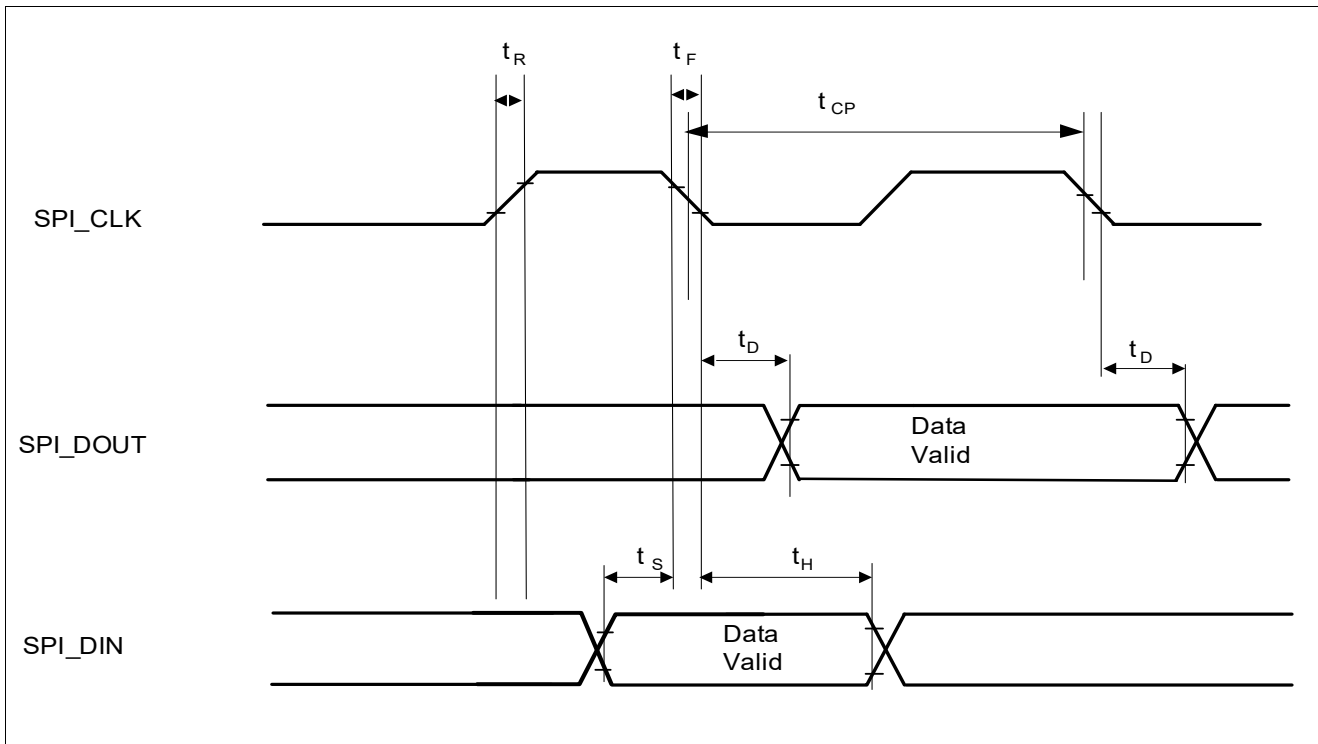 t R
t F
t CP
SPI_CLK
t D
t D
SPI_DOUT
Data
Valid
t S
t H
SPI_DIN
Data
Valid